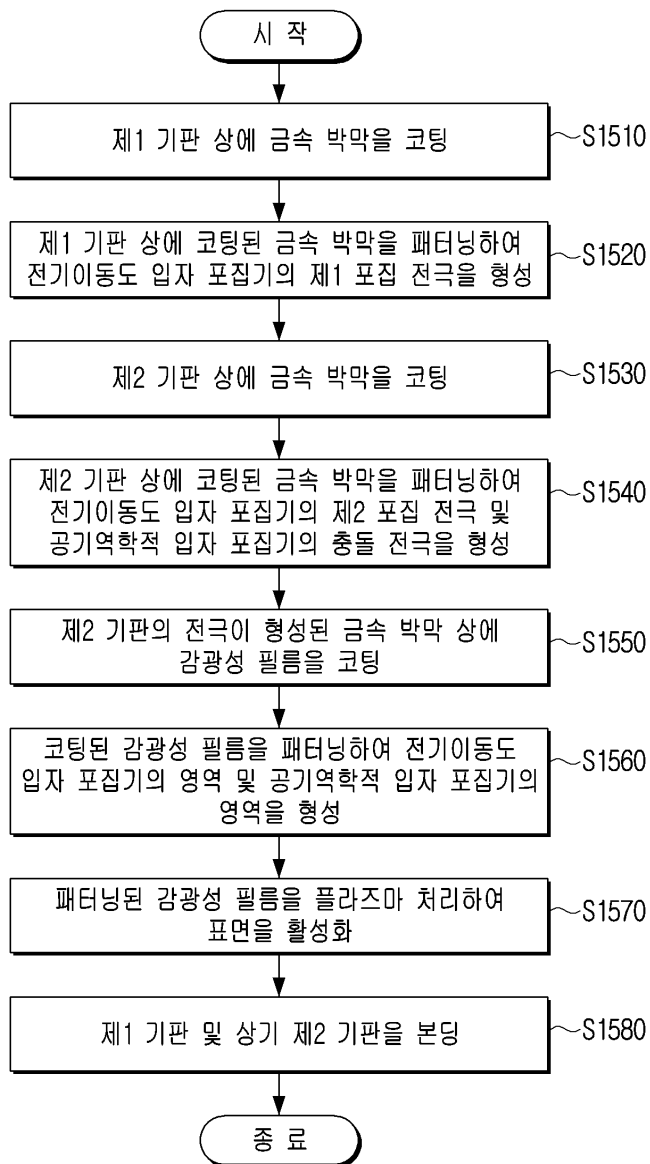 시 작
제1 기판 상에 금속 박막을 코팅
S1510
제1 기판 상에 코팅된 금속 박막을 패터닝하여
전기이동도 입자 포집기의 제1 포집 전극을 형성
S1520
제2 기판 상에 금속 박막을 코팅
S1530
제2 기판 상에 코팅된 금속 박막을 패터닝하여
전기이동도 입자 포집기의 제2 포집 전극 및
공기역학적 입자 포집기의 충돌 전극을 형성
S1540
제2 기판의 전극이 형성된 금속 박막 상에
감광성 필름을 코팅
S1550
코팅된 감광성 필름을 패터닝하여 전기이동도
입자 포집기의 영역 및 공기역학적 입자 포집기의
영역을 형성
S1560
패터닝된 감광성 필름을 플라즈마 처리하여
표면을 활성화
S1570
제1 기판 및 상기 제2 기판을 본딩
S1580
종 료